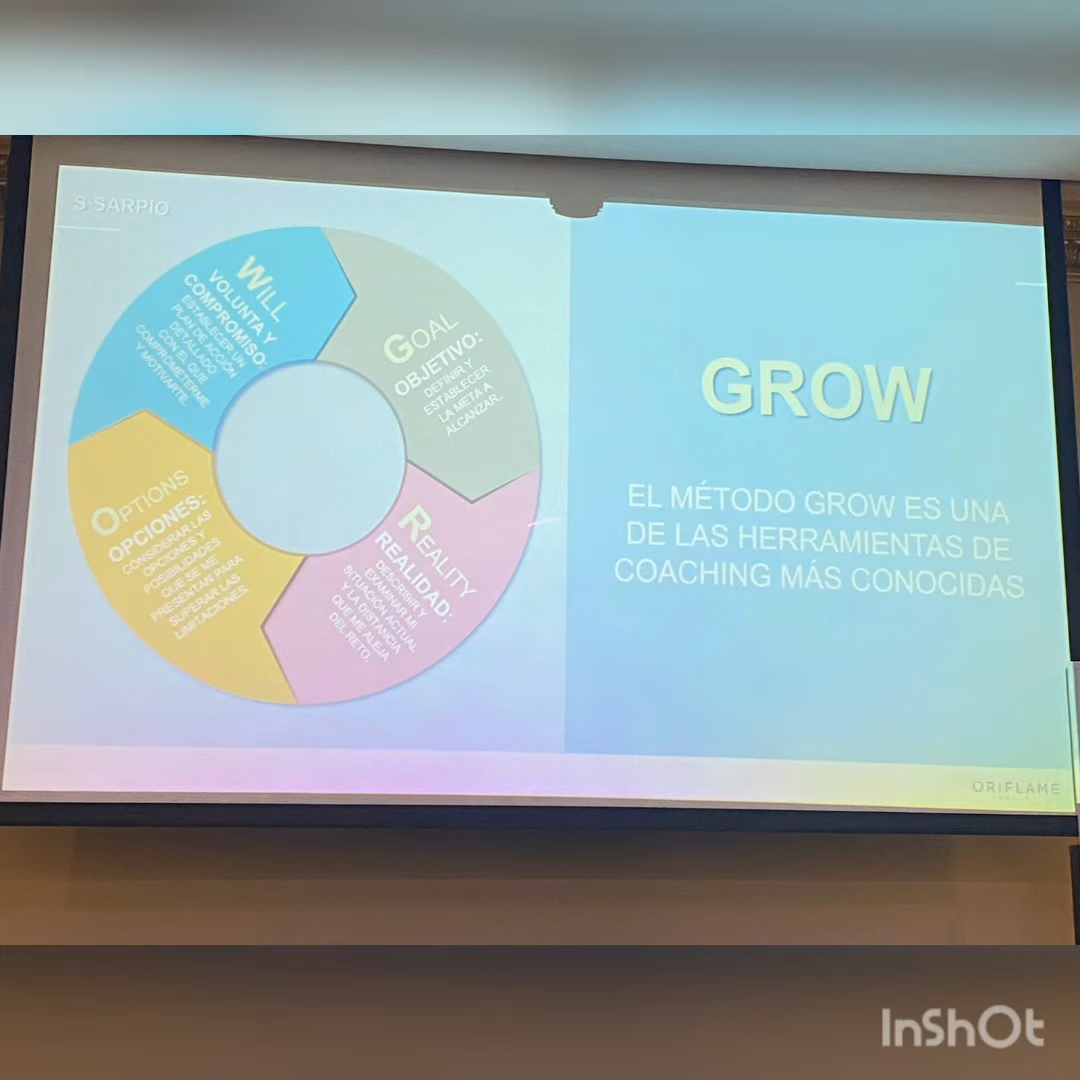 S·SARPIO
WILL
VOLUNTA Y
COMPROMISO:
ESTABLECER UN
PLAN DE ACCIÓN
DETALLADO
CON EL QUE
COMPROMETERME
Y MOTIVARTE.
GOAL
OBJETIVO:
DEFINIR Y
ESTABLECER
LA META A
ALCANZAR.
REALITY
REALIDAD:
DESCRIBIR Y
EXAMINAR MI
SITUACIÓN ACTUAL
Y LA DISTANCIA
QUE ME ALEJA
DEL RETO.
OPTIONS
OPCIONES:
CONSIDERAR LAS
OPCIONES Y
POSIBILIDADES
QUE SE ME
PRESENTAN PARA
SUPERAR LAS
LIMITACIONES.
GROW
EL MÉTODO GROW ES UNA
DE LAS HERRAMIENTAS DE
COACHING MÁS CONOCIDAS
ORIFLAME
InShOt